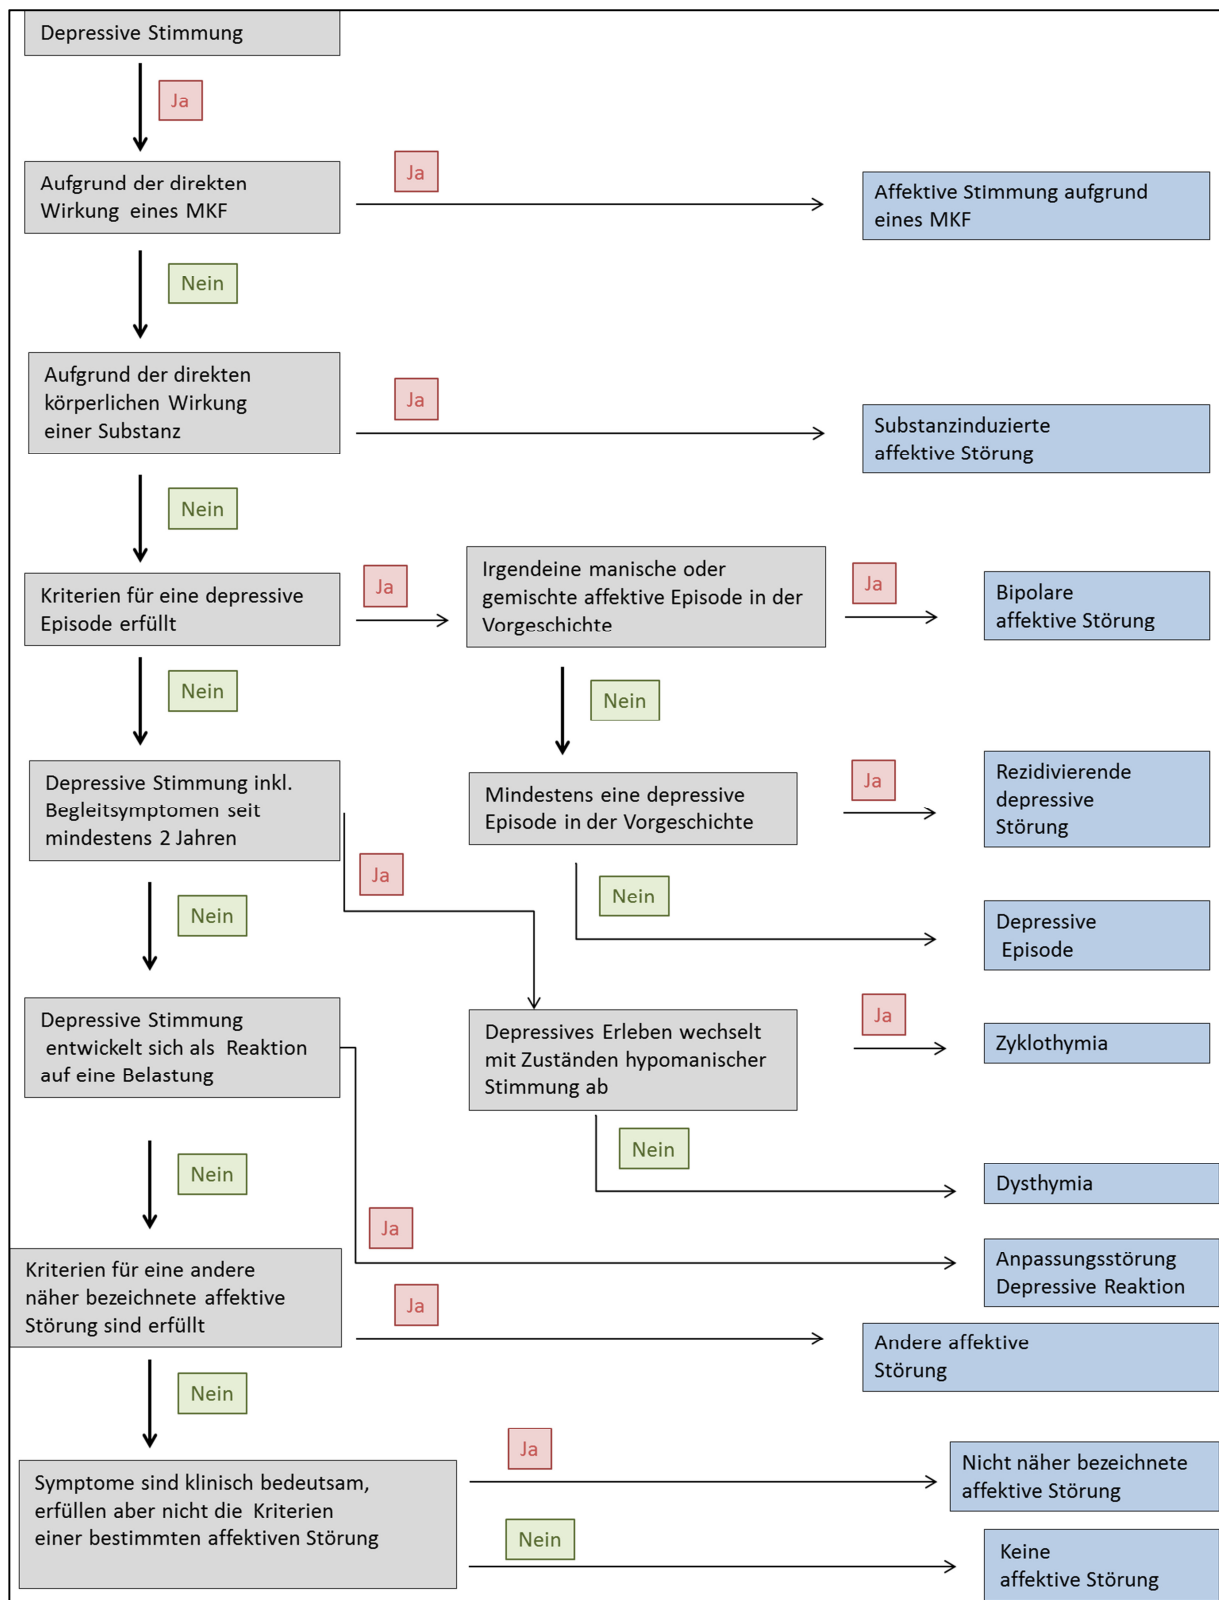 Depressive Stimmung
Ja
Aufgrund der direkten
Wirkung eines MKF
Ja
Affektive Stimmung aufgrund
eines MKF
Nein
Aufgrund der direkten
körperlichen Wirkung
einer Substanz
Ja
Substanzinduzierte
affektive Störung
Nein
Kriterien für eine depressive
Episode erfüllt
Ja
Irgendeine manische oder
gemischte affektive Episode in der
Vorgeschichte
Ja
Bipolare
affektive Störung
Nein
Nein
Depressive Stimmung inkl.
Begleitsymptomen seit
mindestens 2 Jahren
Mindestens eine depressive
Episode in der Vorgeschichte
Ja
Rezidivierende
depressive
Störung
Ja
Nein
Nein
Depressive
Episode
Depressive Stimmung
entwickelt sich als Reaktion
auf eine Belastung
Depressives Erleben wechselt
mit Zuständen hypomanischer
Stimmung ab
Ja
Zyklothymia
Nein
Nein
Dysthymia
Ja
Anpassungsstörung
Depressive Reaktion
Kriterien für eine andere
näher bezeichnete affektive
Störung sind erfüllt
Ja
Andere affektive
Störung
Nein
Symptome sind klinisch bedeutsam,
erfüllen aber nicht die Kriterien
einer bestimmten affektiven Störung
Ja
Nicht näher bezeichnete
affektive Störung
Nein
Keine
affektive Störung